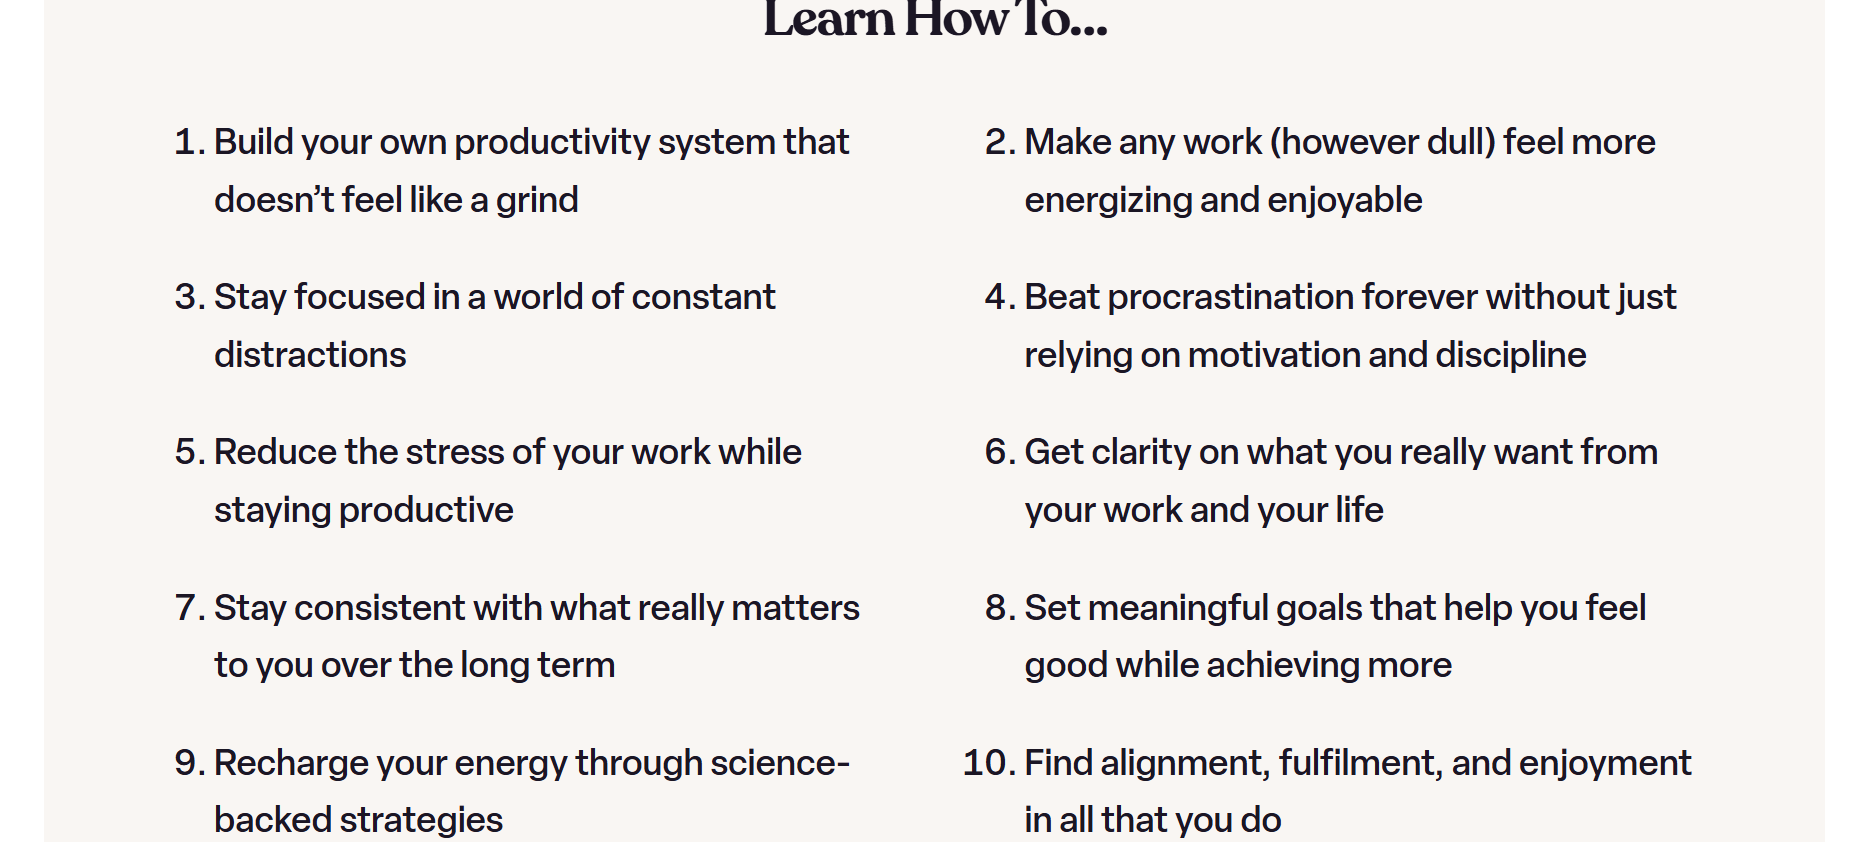 Learn How To...
1. Build your own productivity system that
doesn’t feel like a grind
2. Make any work (however dull) feel more
energizing and enjoyable
3. Stay focused in a world of constant
distractions
4. Beat procrastination forever without just
relying on motivation and discipline
5. Reduce the stress of your work while
staying productive
6. Get clarity on what you really want from
your work and your life
7. Stay consistent with what really matters
to you over the long term
8. Set meaningful goals that help you feel
good while achieving more
9. Recharge your energy through science-
backed strategies
10. Find alignment, fulfilment, and enjoyment
in all that you do